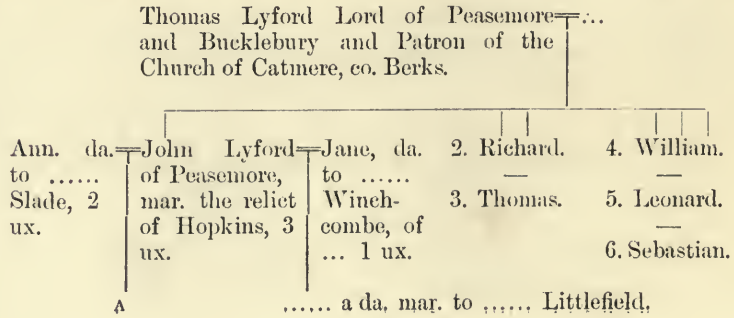 Thomas Lyford Lord of Peasemore=∴..
and Bucklebury and Patron of the
Church of Catmere, co. Berks.
Ann. da.=John Lyford=Jane, da. 2. Richard. 4. William.
to ...... of Peasemore, to ...... — —
Slade, 2 mar. the relict Winch- 3. Thomas. 5. Leonard.
ux. of Hopkins, 3 combe, of —
ux. ... 1 ux. 6. Sebastian.
A ...... a da. mar. to ...... Littlefield.